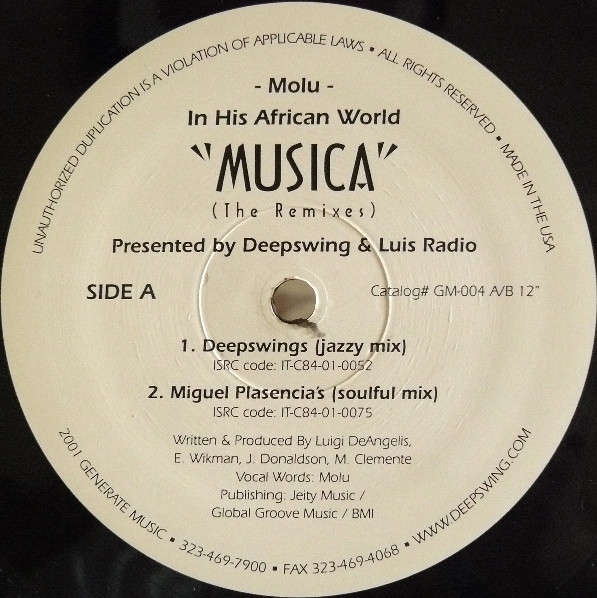 UNAUTHORIZED DUPLICATION IS A VIOLATION OF APPLICABLE LAWS ▪ ALL RIGHTS RESERVED ▪ MADE IN THE USA
- Molu -
In His African World
"MUSICA"
(The Remixes)
Presented by Deepswing & Luis Radio
SIDE A
Catalog# GM-004 A/B 12"
1. Deepswings (jazzy mix)
ISRC code: IT-C84-01-0052
2. Miguel Plasencia's (soulful mix)
ISRC code: IT-C84-01-0075
Written & Produced By Luigi DeAngelis,
E. Wikman, J. Donaldson, M. Clemente
Vocal Words: Molu
Publishing: Jeity Music /
Global Groove Music / BMI
2001 GENERATE MUSIC ▪ 323-469-7900 ▪ FAX 323-469-4068 ▪ WWW.DEEPSWING.COM